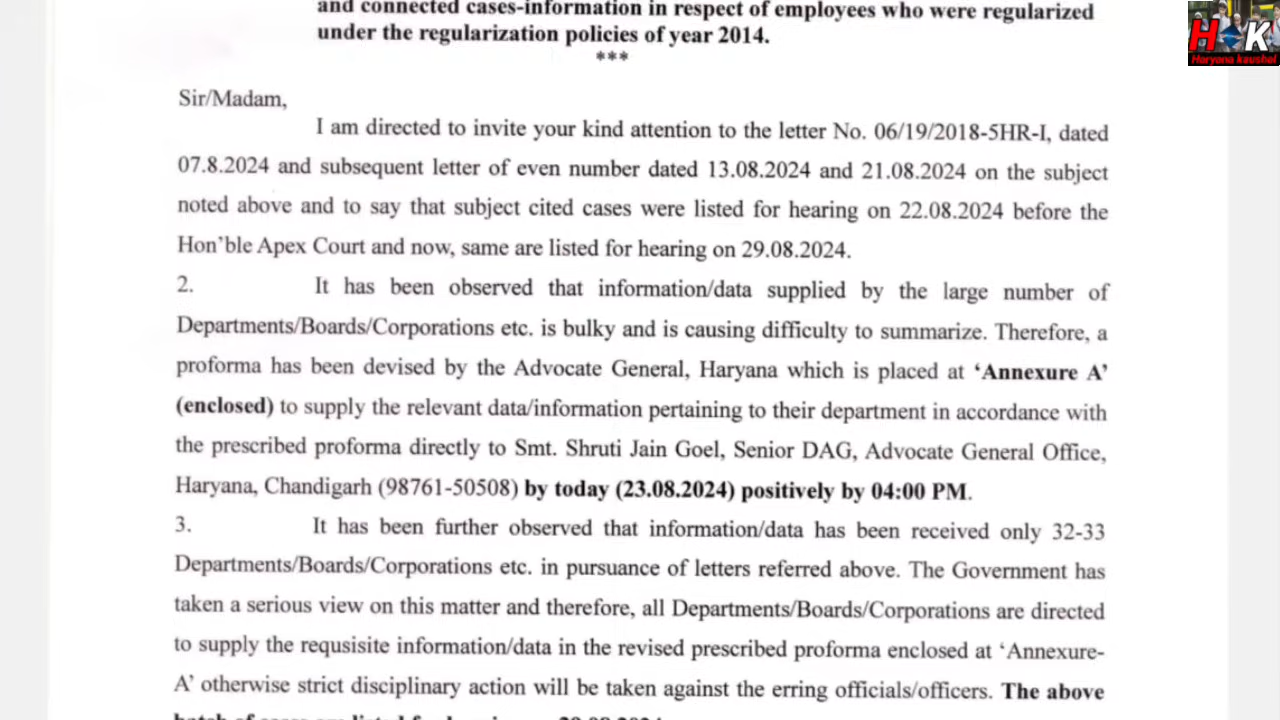 and connected cases-information in respect of employees who were regularized
under the regularization policies of year 2014.
***
H K
Haryana kaushal
Sir/Madam,
I am directed to invite your kind attention to the letter No. 06/19/2018-5HR-I, dated
07.8.2024 and subsequent letter of even number dated 13.08.2024 and 21.08.2024 on the subject
noted above and to say that subject cited cases were listed for hearing on 22.08.2024 before the
Hon'ble Apex Court and now, same are listed for hearing on 29.08.2024.
2. It has been observed that information/data supplied by the large number of
Departments/Boards/Corporations etc. is bulky and is causing difficulty to summarize. Therefore, a
proforma has been devised by the Advocate General, Haryana which is placed at ‘Annexure A’
(enclosed) to supply the relevant data/information pertaining to their department in accordance with
the prescribed proforma directly to Smt. Shruti Jain Goel, Senior DAG, Advocate General Office,
Haryana, Chandigarh (98761-50508) by today (23.08.2024) positively by 04:00 PM.
3. It has been further observed that information/data has been received only 32-33
Departments/Boards/Corporations etc. in pursuance of letters referred above. The Government has
taken a serious view on this matter and therefore, all Departments/Boards/Corporations are directed
to supply the requsisite information/data in the revised prescribed proforma enclosed at ‘Annexure-
A’ otherwise strict disciplinary action will be taken against the erring officials/officers. The above